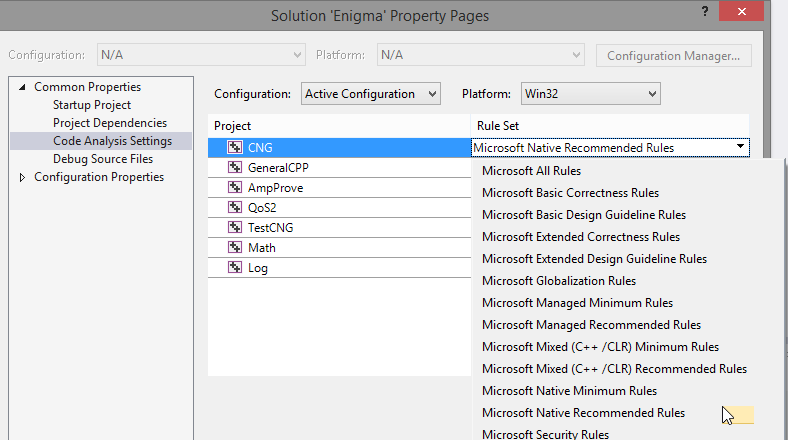 Solution 'Enigma' Property Pages
? ✕
Configuration: N/A Platform: N/A Configuration Manager...
Common Properties
Startup Project
Project Dependencies
Code Analysis Settings
Debug Source Files
Configuration Properties
Configuration: Active Configuration Platform: Win32
Project Rule Set
CNG Microsoft Native Recommended Rules
GeneralCPP
AmpProve
QoS2
TestCNG
Math
Log
Microsoft All Rules
Microsoft Basic Correctness Rules
Microsoft Basic Design Guideline Rules
Microsoft Extended Correctness Rules
Microsoft Extended Design Guideline Rules
Microsoft Globalization Rules
Microsoft Managed Minimum Rules
Microsoft Managed Recommended Rules
Microsoft Mixed (C++ /CLR) Minimum Rules
Microsoft Mixed (C++ /CLR) Recommended Rules
Microsoft Native Minimum Rules
Microsoft Native Recommended Rules
Microsoft Security Rules